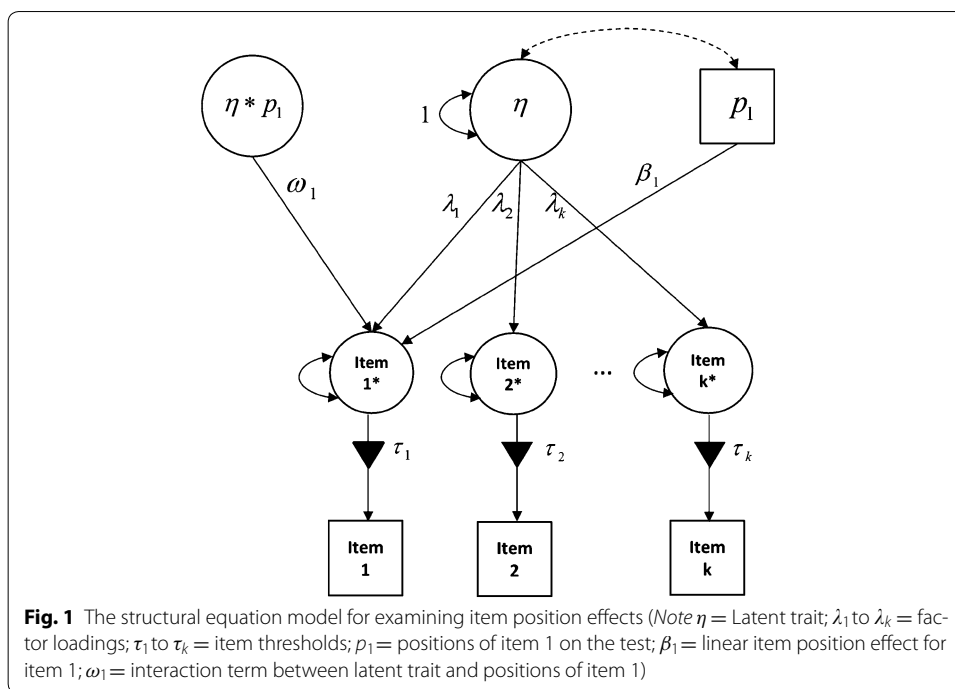 η * p₁
1
η
p₁
ω₁
λ₁
λ₂
λₖ
β₁
Item
1*
Item
2*
...
Item
k*
τ₁
τ₂
τₖ
Item
1
Item
2
Item
k
Fig. 1 The structural equation model for examining item position effects (Note η = Latent trait; λ₁ to λₖ = fac-
tor loadings; τ₁ to τₖ = item thresholds; p₁ = positions of item 1 on the test; β₁ = linear item position effect for
item 1; ω₁ = interaction term between latent trait and positions of item 1)